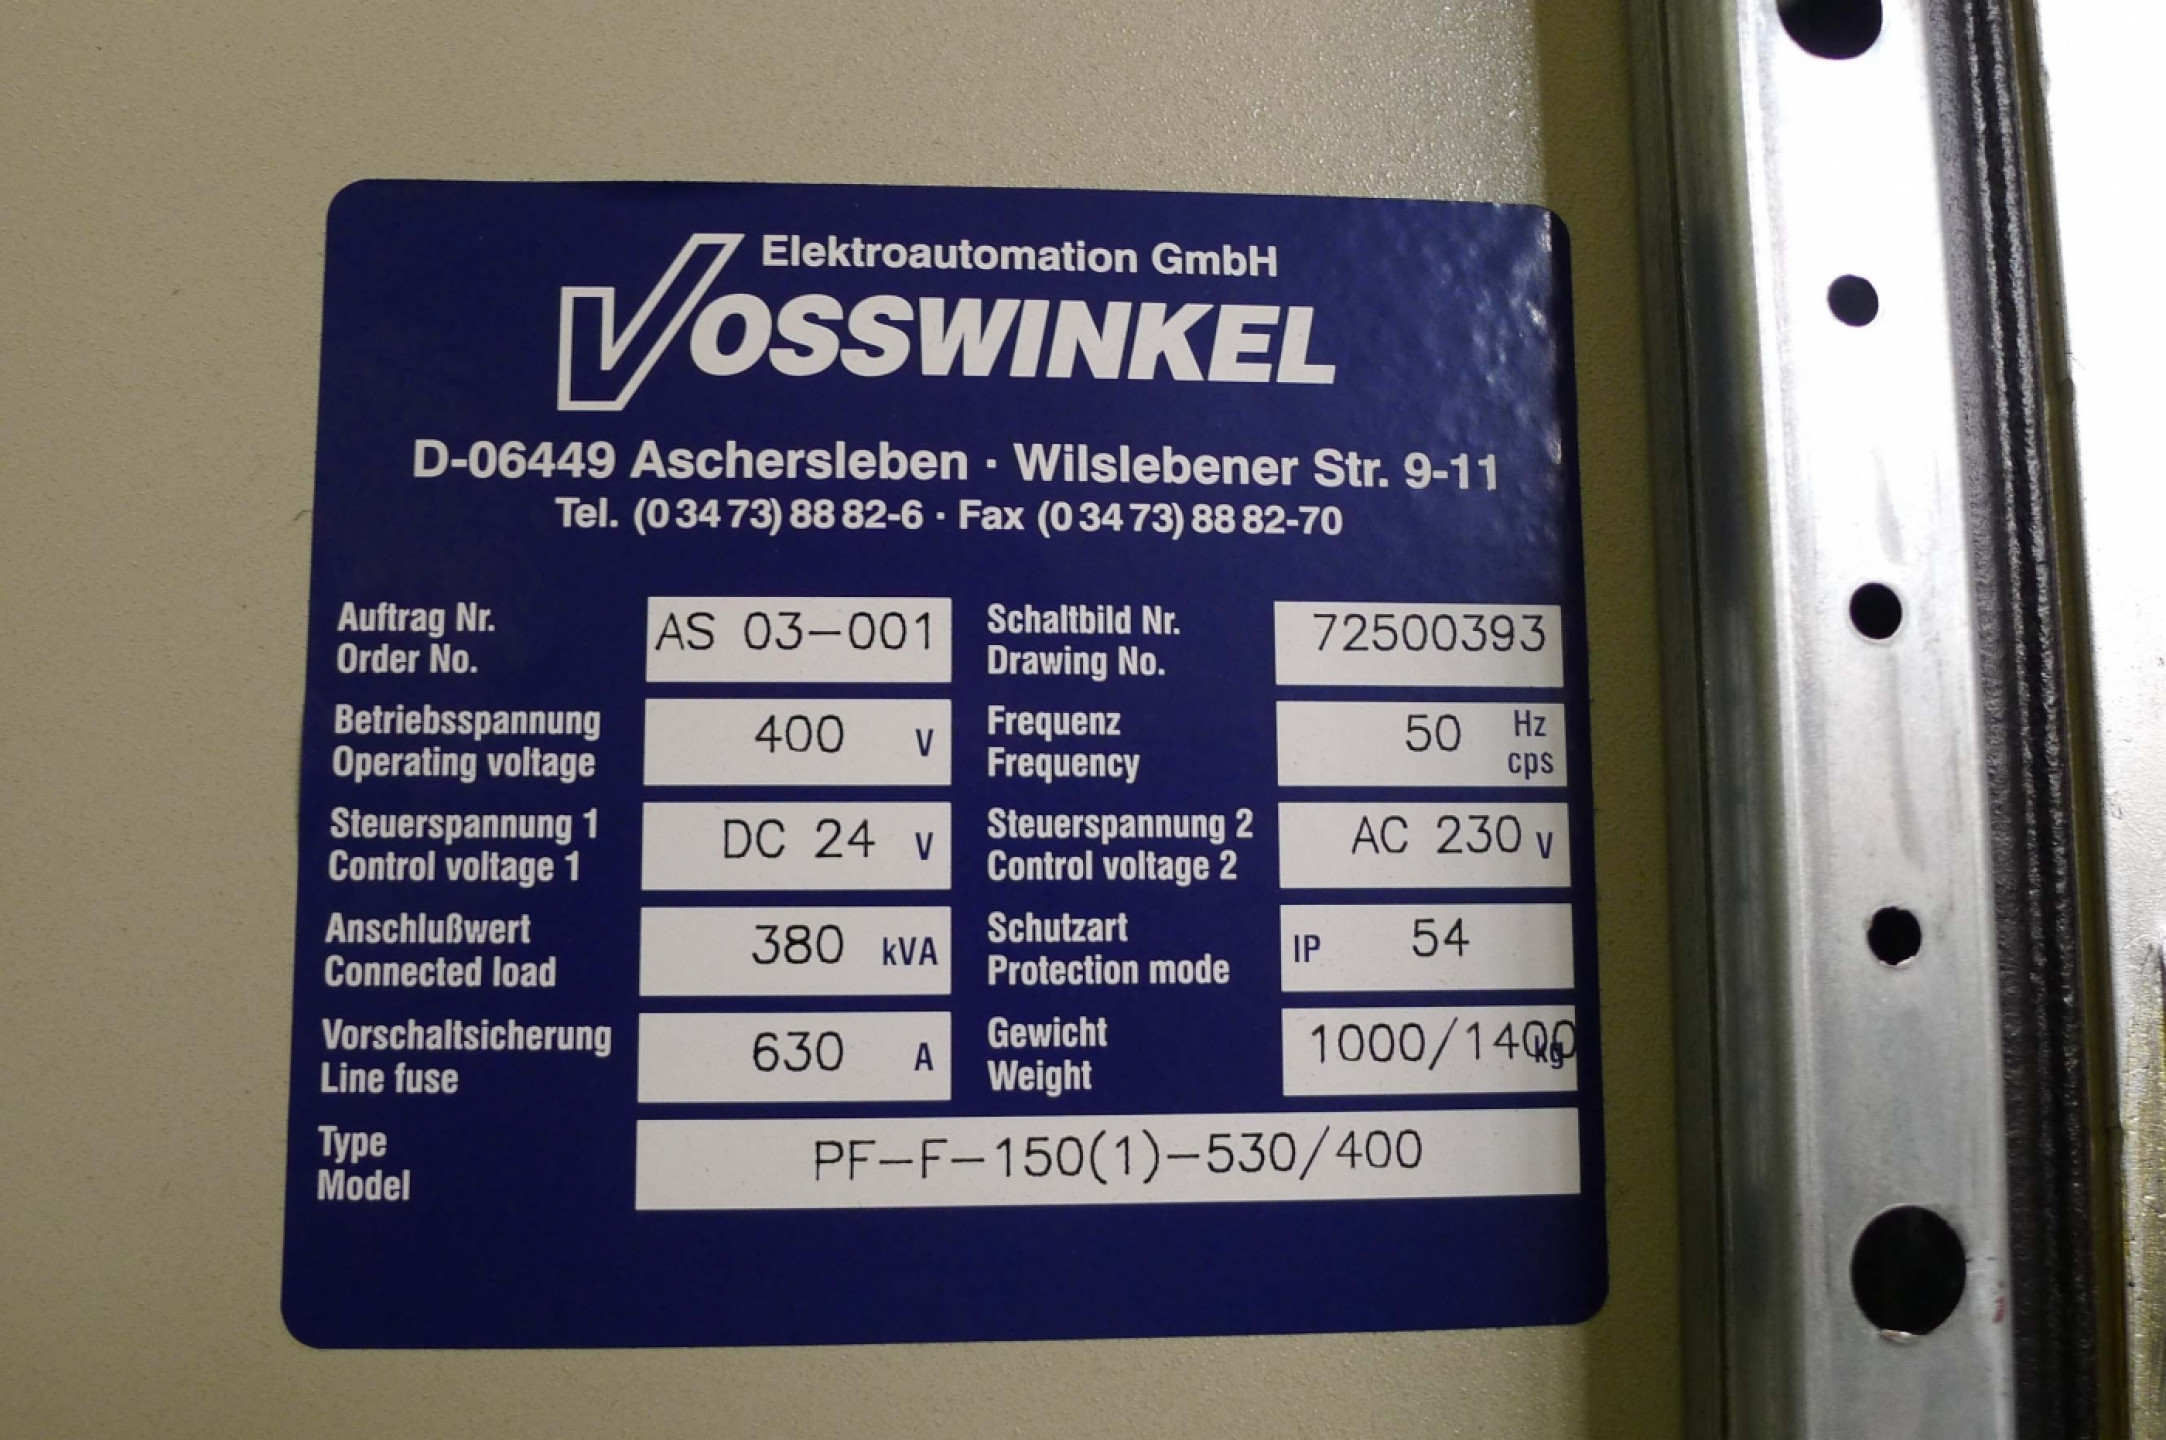 Elektroautomation GmbH
VOSSWINKEL
D-06449 Aschersleben · Wilslebener Str. 9-11
Tel. (0 34 73) 88 82-6 · Fax (0 34 73) 88 82-70
Auftrag Nr. AS 03-001 Schaltbild Nr. 72500393
Order No. Drawing No.
Betriebsspannung 400 V Frequenz 50 Hz
Operating voltage Frequency cps
Steuerspannung 1 DC 24 V Steuerspannung 2 AC 230 V
Control voltage 1 Control voltage 2
Anschlußwert 380 kVA Schutzart IP 54
Connected load Protection mode
Vorschaltsicherung 630 A Gewicht 1000/1400 kg
Line fuse Weight
Type PF-F-150(1)-530/400
Model